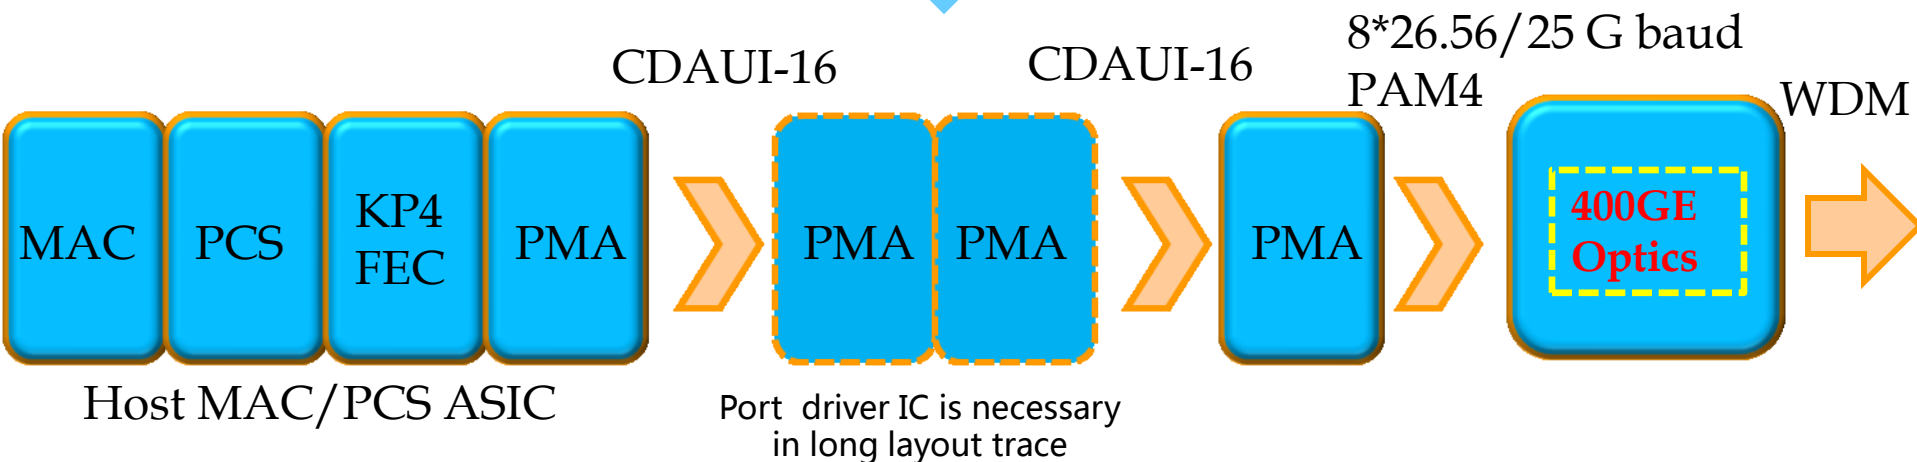 CDAUI-16
CDAUI-16
8*26.56/25 G baud
PAM4
WDM
MAC
PCS
KP4
FEC
PMA
PMA
PMA
PMA
400GE
Optics
Host MAC/PCS ASIC
Port driver IC is necessary
in long layout trace